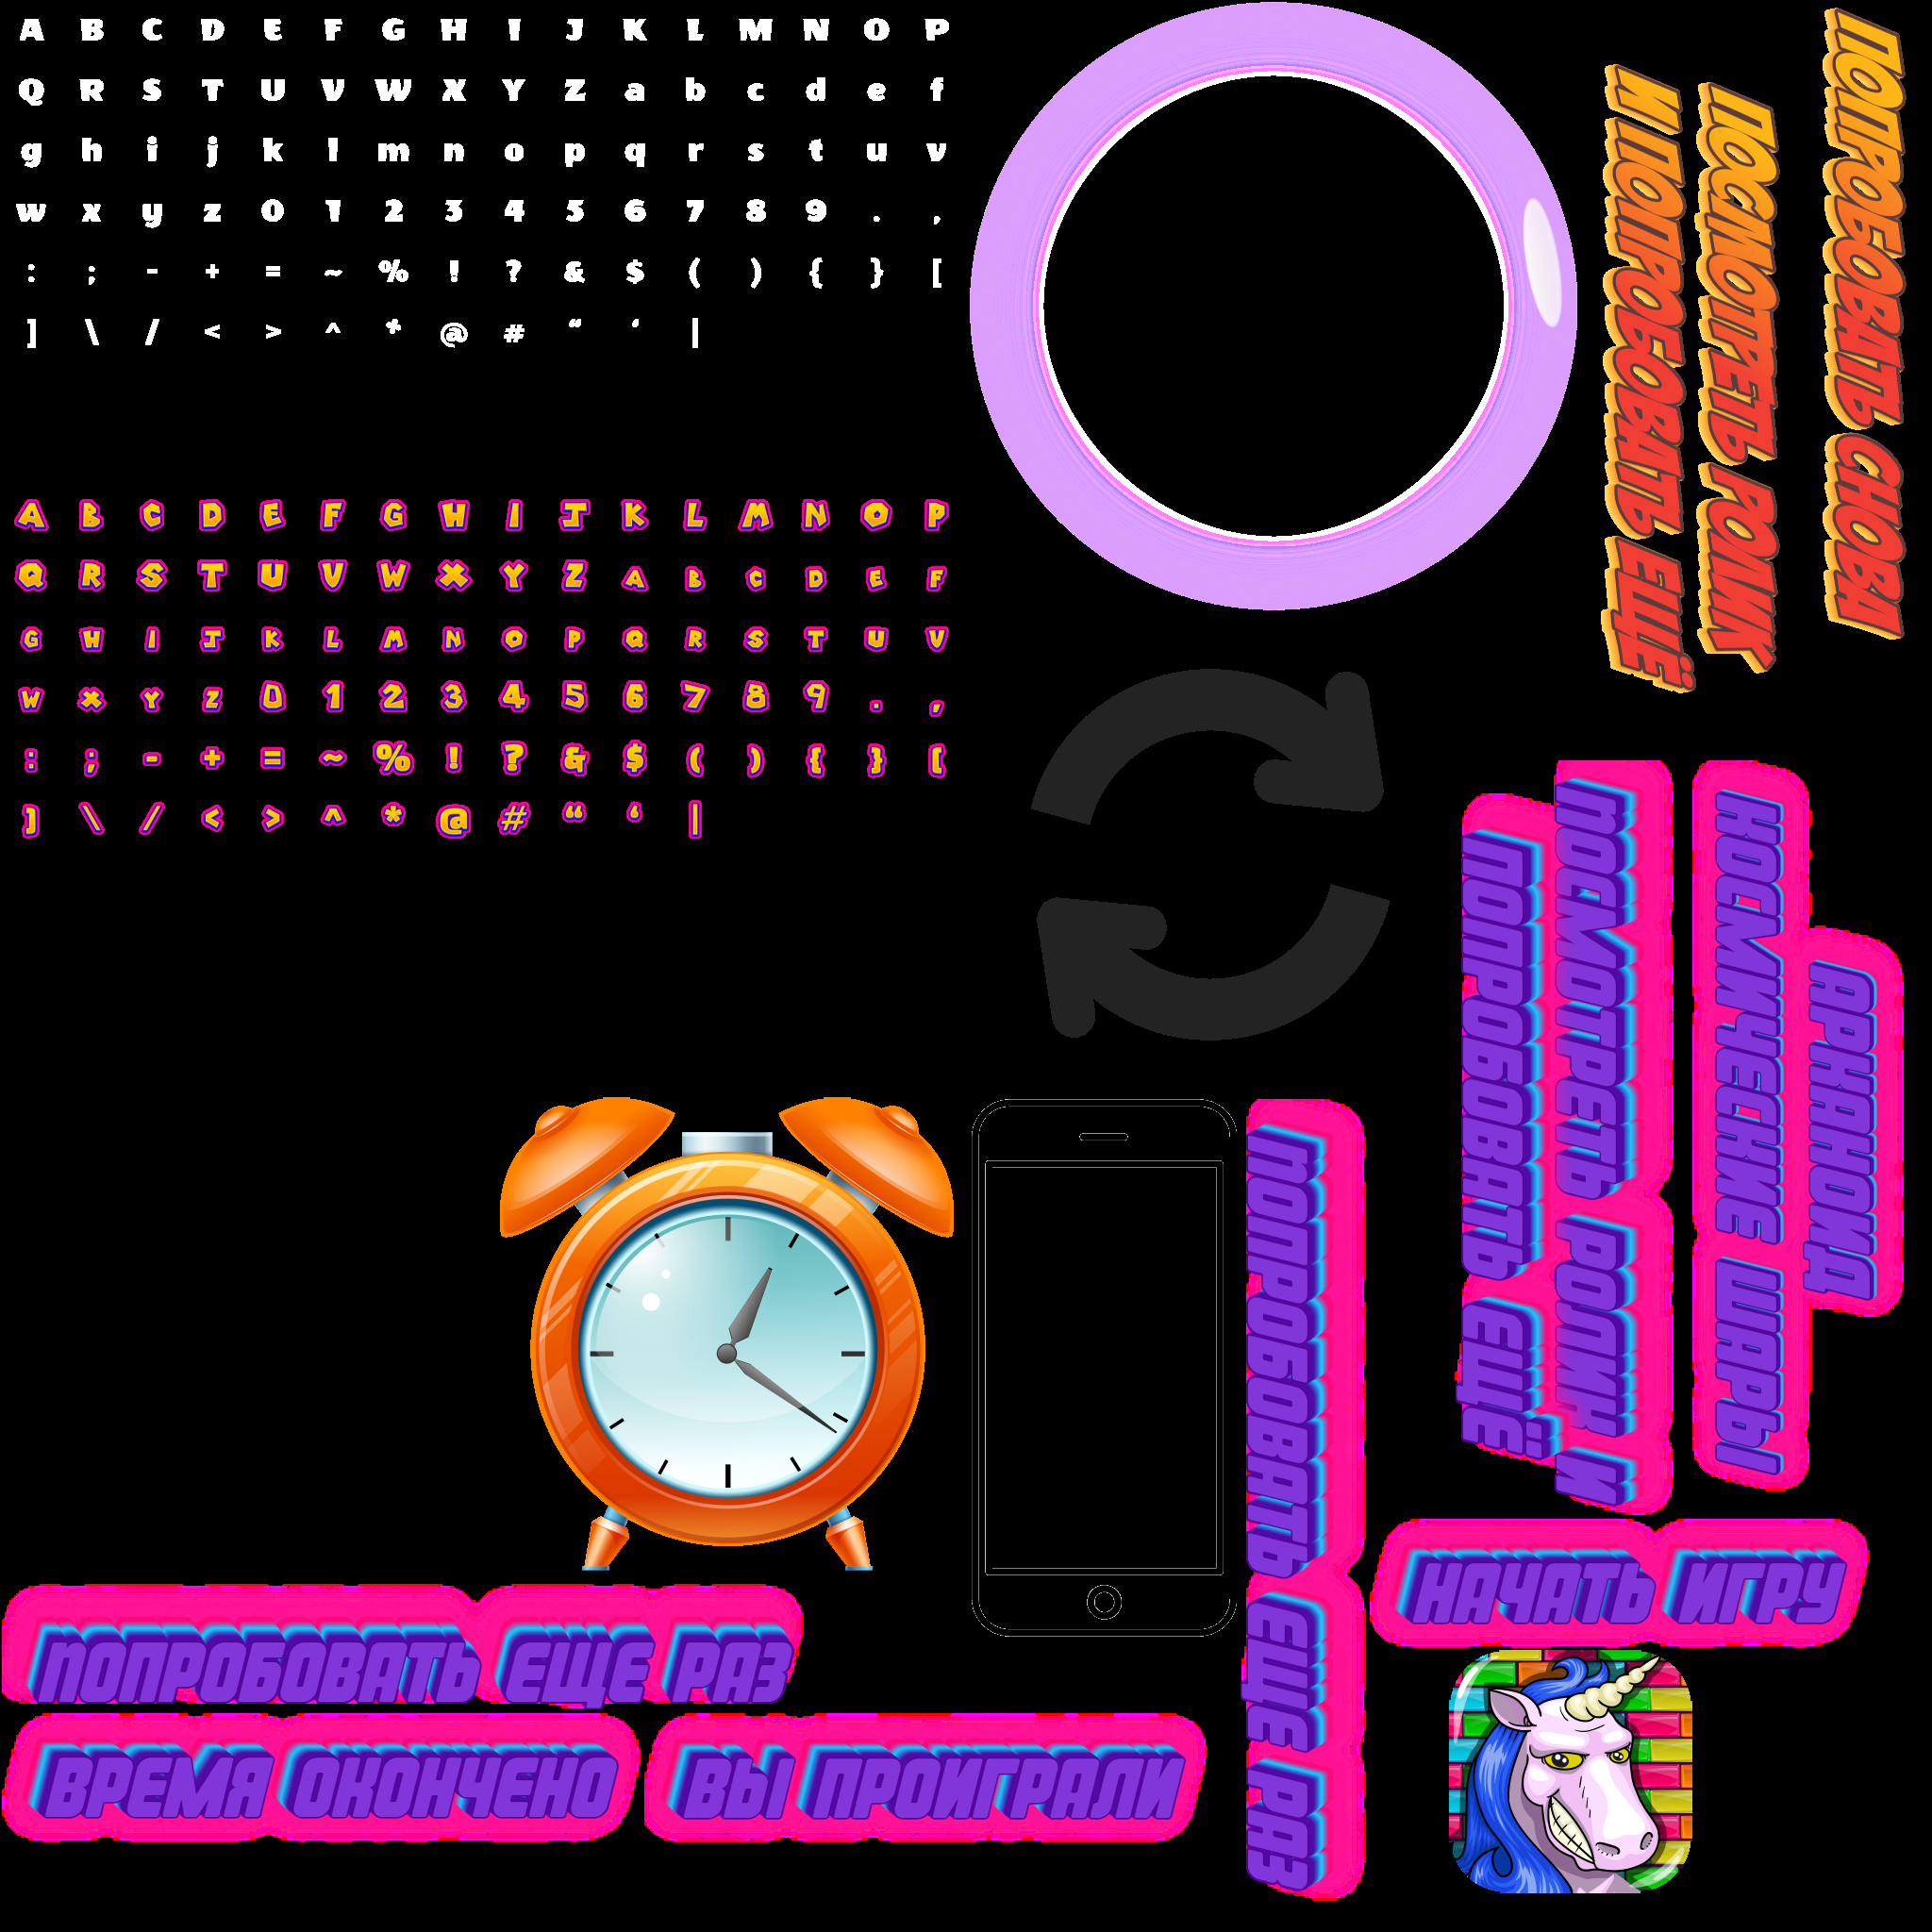 A B C D E F G H I J K L M N O P
Q R S T U V W X Y Z a b c d e f
g h i j k l m n o p q r s t u v
w x y z 0 1 2 3 4 5 6 7 8 9 . ,
: ; - + = ~ % ! ? & $ ( ) { } [
] \ / < > ^ * @ # “ ‘ |
A B C D E F G H I J K L M N O P
Q R S T U V W X Y Z A B C D E F
G H I J K L M N O P Q R S T U V
W X Y Z 0 1 2 3 4 5 6 7 8 9 . ,
: ; - + = ~ % ! ? & $ ( ) { } [
] \ / < > ^ * @ # “ ‘ |
ПОПРОБОВАТЬ СНОВА
ПОСМОТРЕТЬ РОЛИК
И ПОПРОБОВАТЬ ЕЩЁ
АРКАНОИД
КОСМИЧЕСКИЕ ШАРЫ
ПОСМОТРЕТЬ РОЛИК И
ПОПРОБОВАТЬ ЕЩЁ
ПОПРОБОВАТЬ ЕЩЕ РАЗ
НАЧАТЬ ИГРУ
ПОПРОБОВАТЬ ЕЩЕ РАЗ
ВРЕМЯ ОКОНЧЕНО
ВЫ ПРОИГРАЛИ